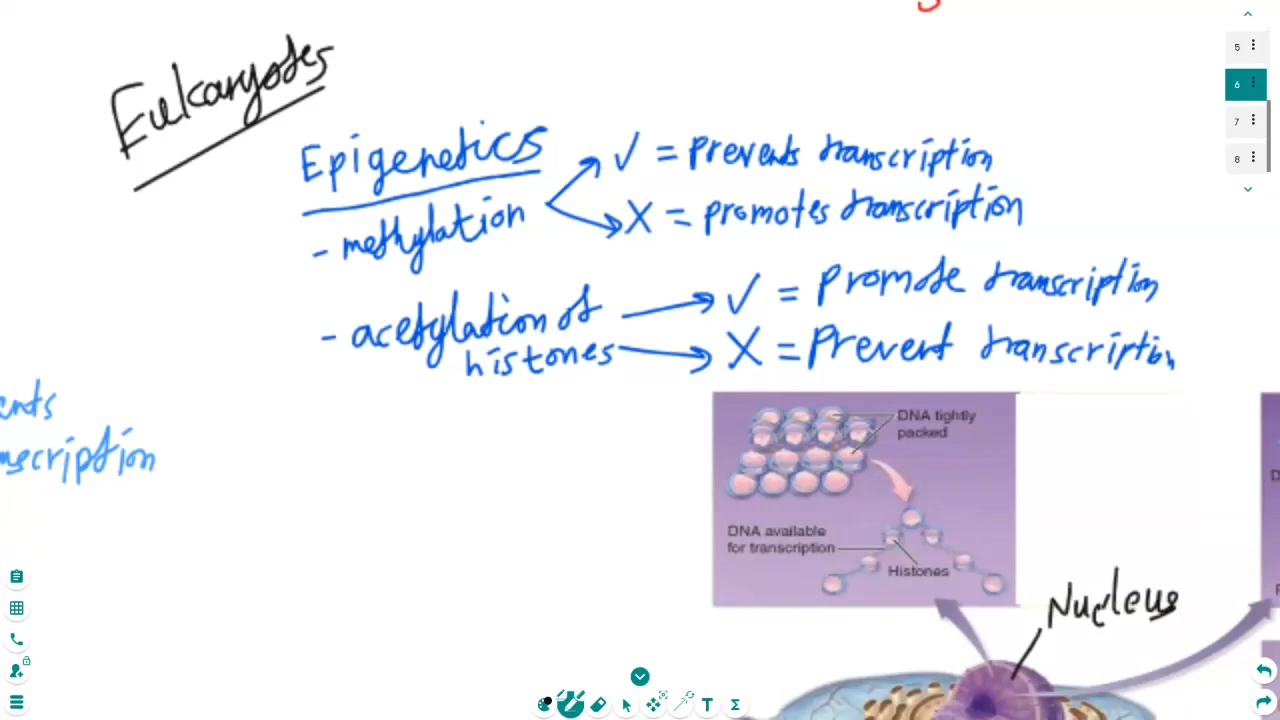 Eukaryotes
Epigenetics
- methylation
✓ = prevents transcription
X = promotes transcription
- acetylation of
histones
✓ = promote transcription
X = Prevent transcription
ents
nscription
DNA tightly
packed
DNA available
for transcription
Histones
Nucleus
5
6
7
8
T
Σ